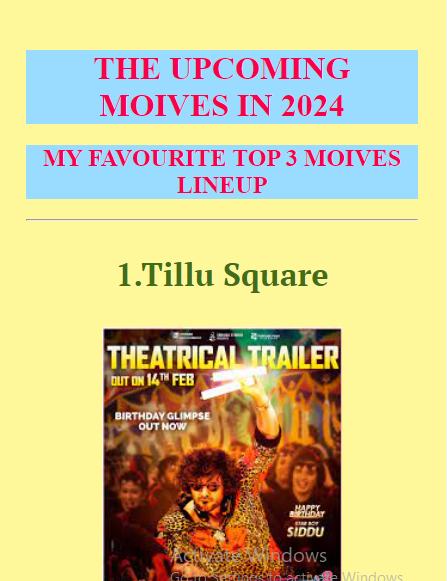 THE UPCOMING
MOIVES IN 2024
MY FAVOURITE TOP 3 MOIVES
LINEUP
1.Tillu Square
THEATRICAL TRAILER
OUT ON 14TH FEB
BIRTHDAY GLIMPSE
OUT NOW
HAPPY
BIRTHDAY
STAR BOY
SIDDU
Activate Windows
Go to Settings to activate Windows